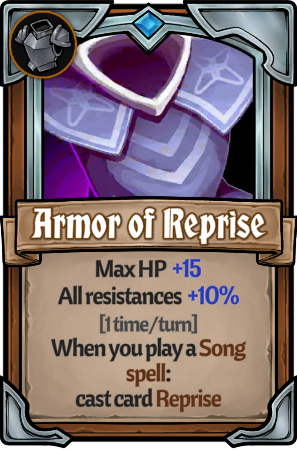 Armor of Reprise
Max HP +15
All resistances +10%
[1 time/turn]
When you play a Song
spell:
cast card Reprise